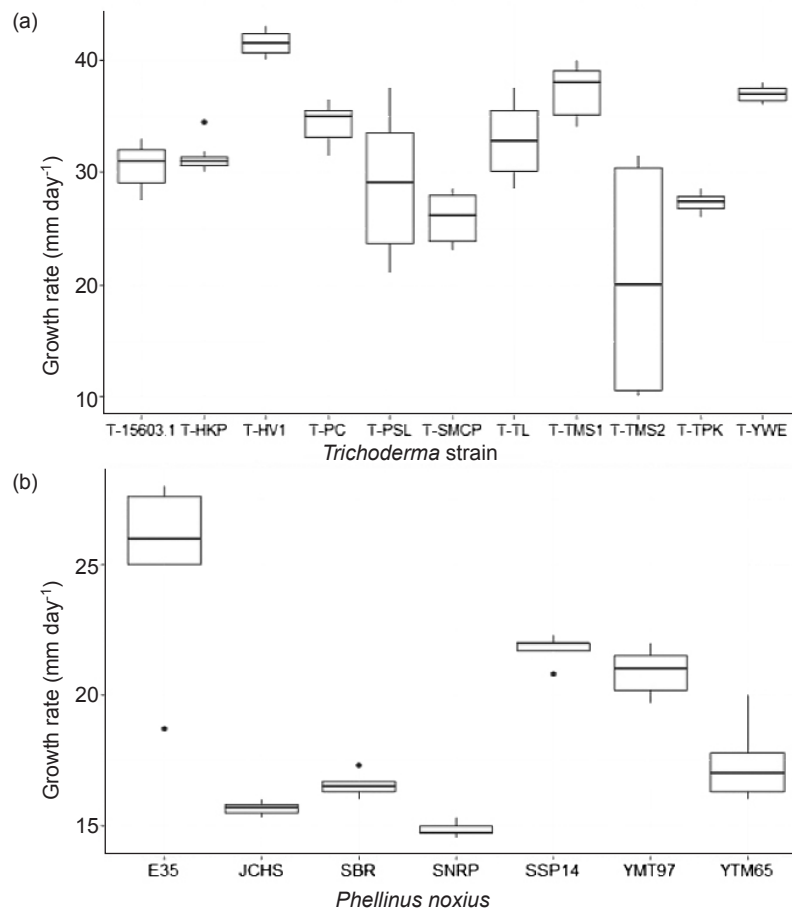 (a)
Growth rate (mm day-1)
40
30
20
10
T-15603.1 T-HKP T-HV1 T-PC T-PSL T-SMCP T-TL T-TMS1 T-TMS2 T-TPK T-YWE
Trichoderma strain
(b)
Growth rate (mm day-1)
25
20
15
E35 JCHS SBR SNRP SSP14 YMT97 YTM65
Phellinus noxius